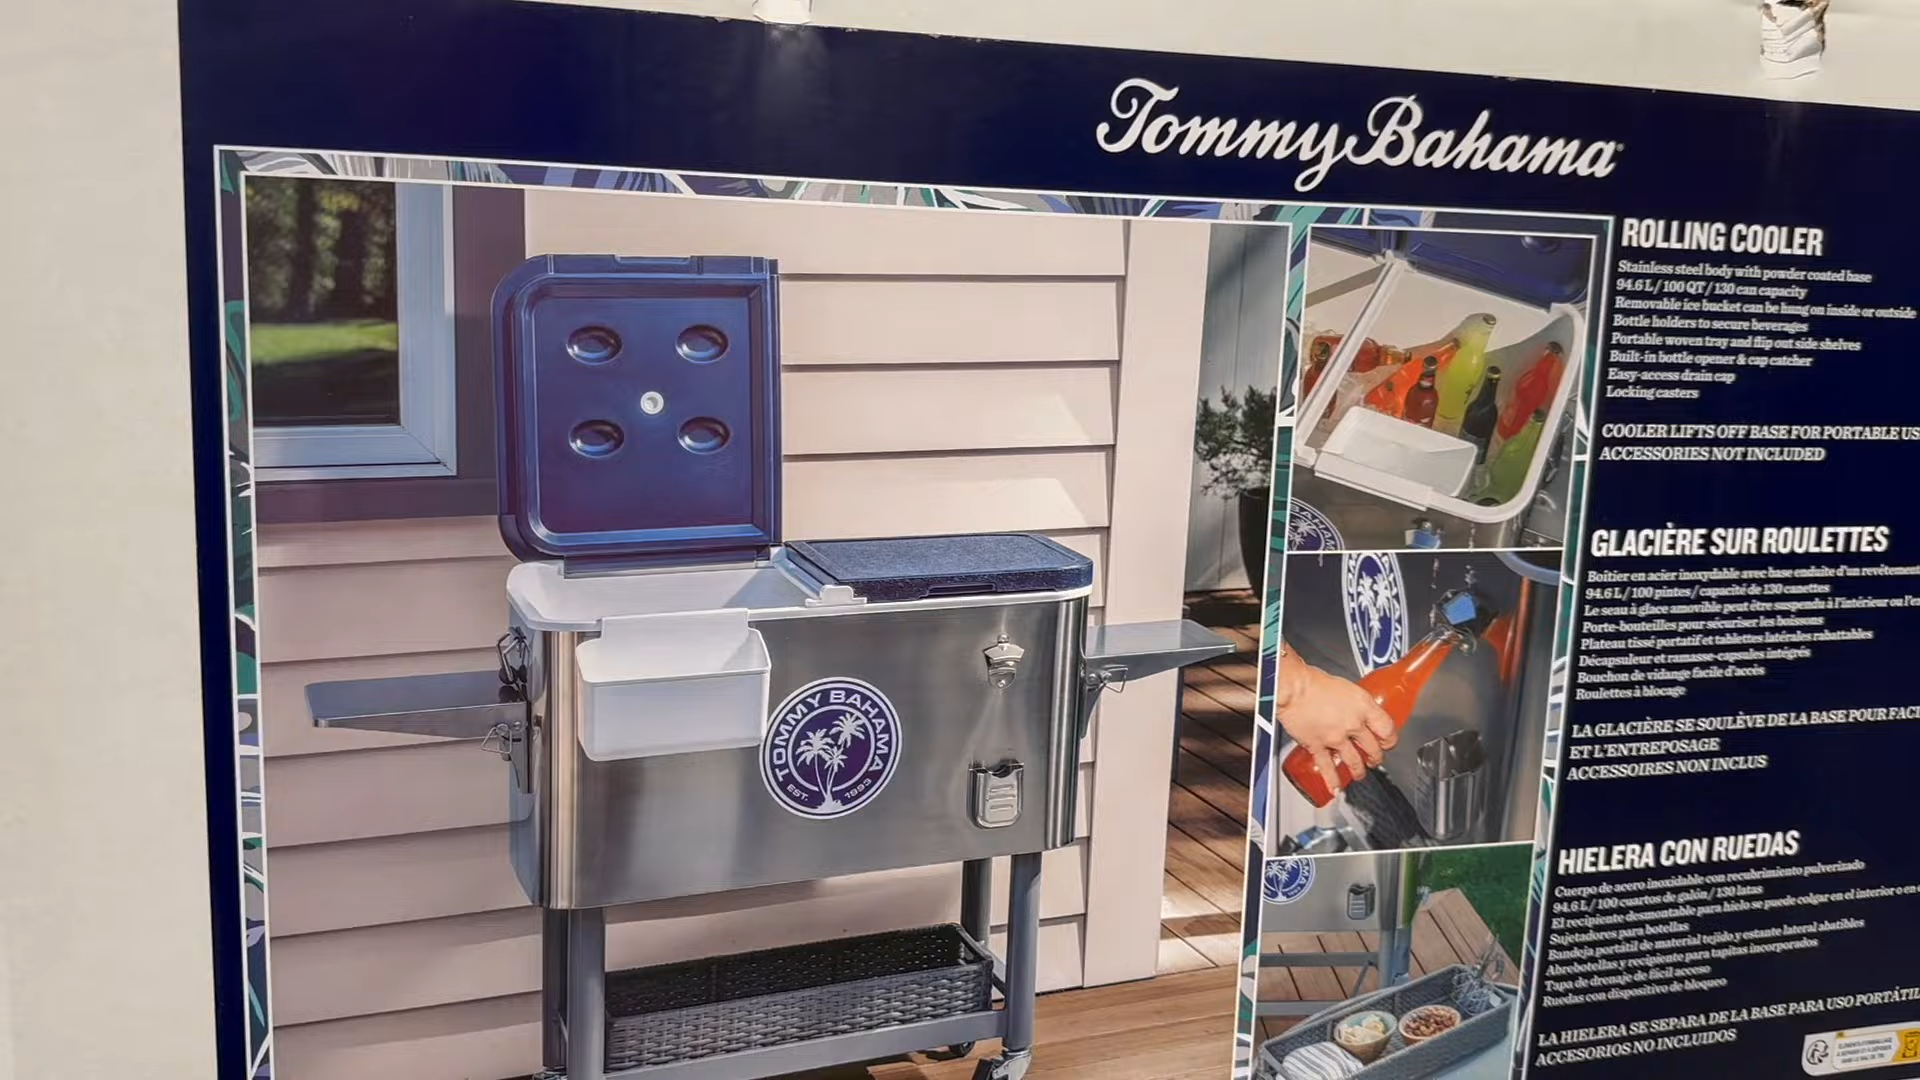 Tommy Bahama
ROLLING COOLER
Stainless steel body with powder coated base
94.6 L / 100 QT / 130 can capacity
Removable ice bucket can be hung on inside or outside
Bottle holders to secure beverages
Portable woven tray and flip out side shelves
Built-in bottle opener & cap catcher
Easy-access drain cap
Locking casters
COOLER LIFTS OFF BASE FOR PORTABLE
ACCESSORIES NOT INCLUDED
GLACIÈRE SUR ROULETTES
Boîtier en acier inoxydable avec base enduite d'un
94.6 L / 100 pintes / capacité de 130 canettes
Le seau à glace amovible peut être suspendu à l'intérieur ou
Porte-bouteilles pour sécuriser les boissons
Plateau tissé portatif et tablettes latérales rabattables
Décapsuleur et ramasse-capsules intégrés
Bouchon de vidange facile d'accès
Roulettes à blocage
LA GLACIÈRE SE SOULÈVE DE LA BASE POUR
ET L'ENTREPOSAGE
ACCESSOIRES NON INCLUS
HIELERA CON RUEDAS
Cuerpo de acero inoxidable con recubrimiento pulverizado
94.6 L / 100 cuartos de galón / 130 latas
El recipiente desmontable para hielo se puede colgar en el interior o en
Sujetadores para botellas
Bandeja portátil de material tejido y estante lateral abatibles
Abrebotellas y recipiente para tapitas incorporados
Tapa de drenaje de fácil acceso
Ruedas con dispositivo de bloqueo
LA HIELERA SE SEPARA DE LA BASE PARA USO
ACCESORIOS NO INCLUIDOS
TOMMY BAHAMA
EST. 1993